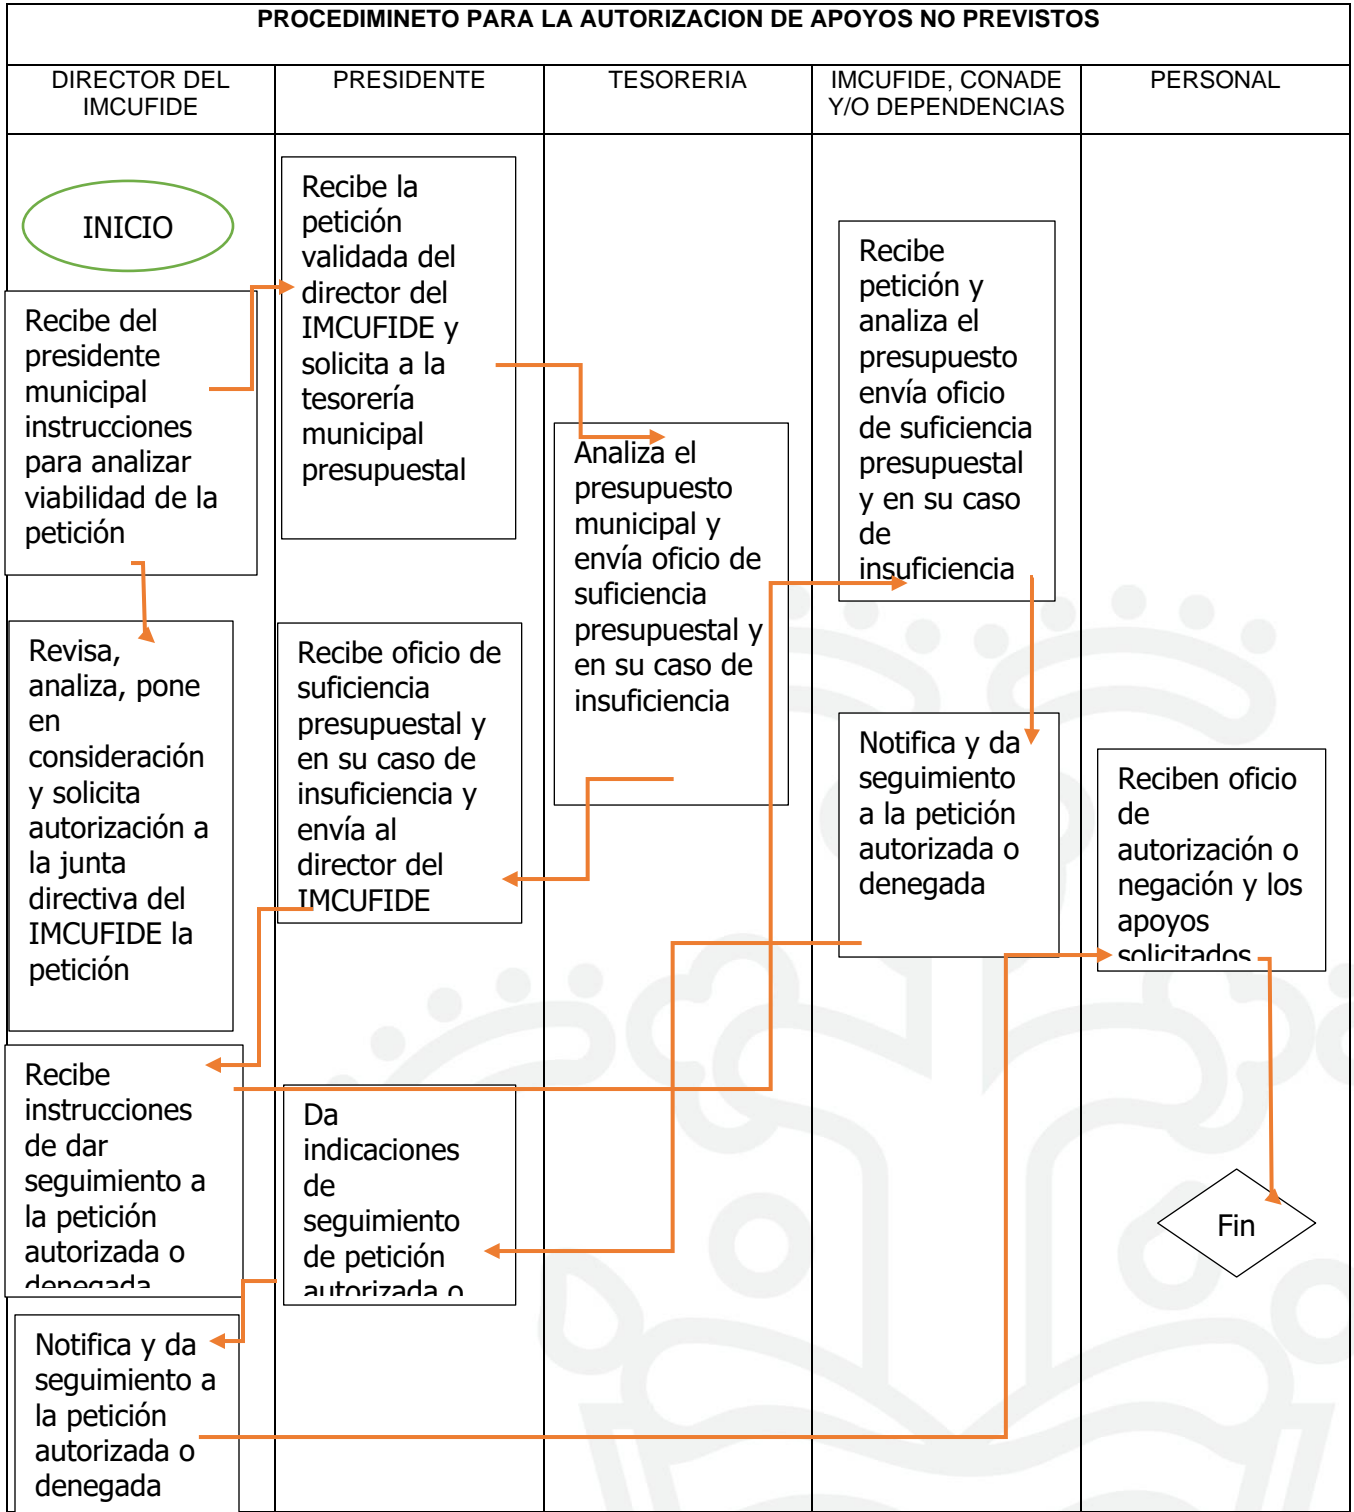 PROCEDIMINETO PARA LA AUTORIZACION DE APOYOS NO PREVISTOS
DIRECTOR DEL
IMCUFIDE
PRESIDENTE
TESORERIA
IMCUFIDE, CONADE
Y/O DEPENDENCIAS
PERSONAL
INICIO
Recibe del
presidente
municipal
instrucciones
para analizar
viabilidad de la
petición
Revisa,
analiza, pone
en
consideración
y solicita
autorización a
la junta
directiva del
IMCUFIDE la
petición
Recibe
instrucciones
de dar
seguimiento a
la petición
autorizada o
denegada
Notifica y da
seguimiento a
la petición
autorizada o
denegada
Recibe la
petición
validada del
director del
IMCUFIDE y
solicita a la
tesorería
municipal
presupuestal
Recibe oficio de
suficiencia
presupuestal y
en su caso de
insuficiencia y
envía al
director del
IMCUFIDE
Da
indicaciones
de
seguimiento
de petición
autorizada o
Analiza el
presupuesto
municipal y
envía oficio de
suficiencia
presupuestal y
en su caso de
insuficiencia
Recibe
petición y
analiza el
presupuesto
envía oficio
de suficiencia
presupuestal
y en su caso
de
insuficiencia
Notifica y da
seguimiento
a la petición
autorizada o
denegada
Reciben oficio
de
autorización o
negación y los
apoyos
solicitados
Fin